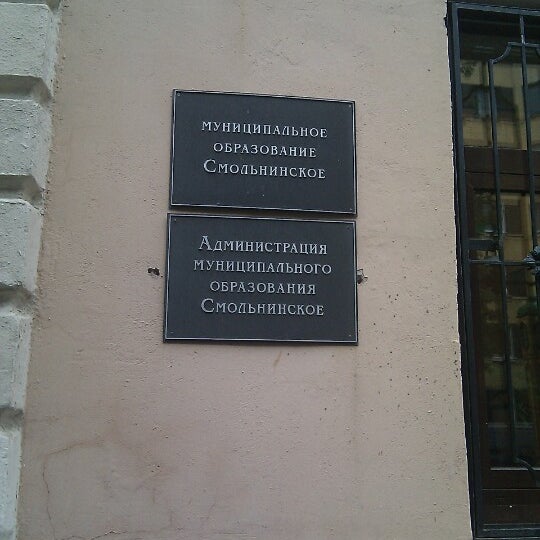 муниципальное
образование
Смольнинское
Администрация
муниципального
образования
Смольнинское